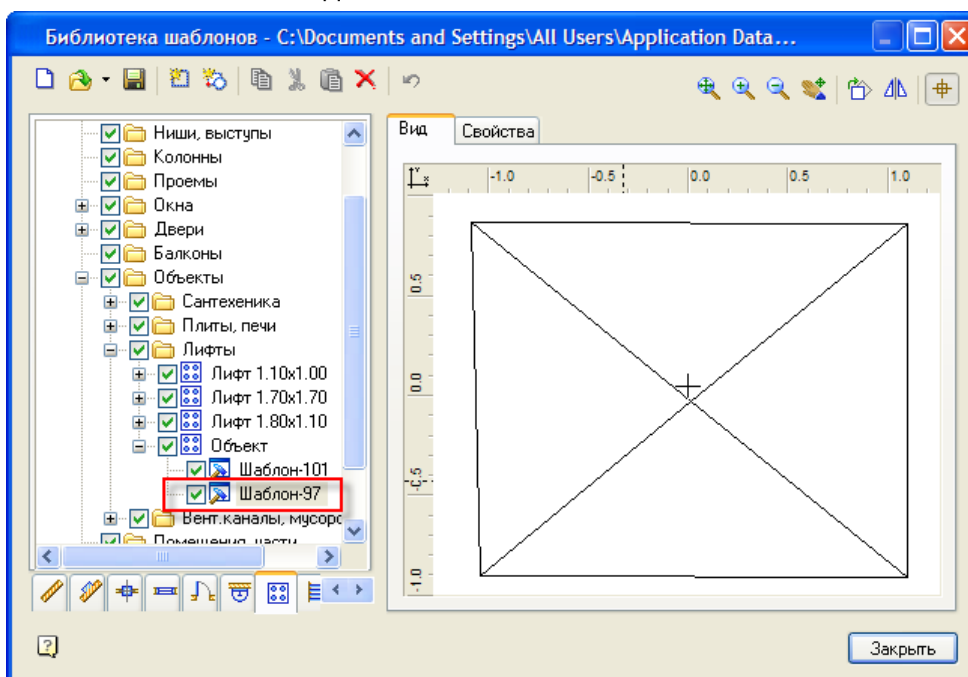 Библиотека шаблонов - C:\Documents and Settings\All Users\Application Data...
Вид Свойства
Ниши, выступы
Колонны
Проемы
Окна
Двери
Балконы
Объекты
Сантехеника
Плиты, печи
Лифты
Лифт 1.10x1.00
Лифт 1.70x1.70
Лифт 1.80x1.10
Объект
Шаблон-101
Шаблон-97
Вент.каналы, мусоро
Помещения, части
Y x -1.0 -0.5 0.0 0.5 1.0
0.5
0.0
-0.5
-1.0
Закрыть